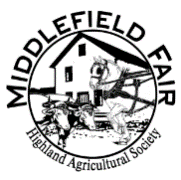 MIDDLEFIELD FAIR
Highland Agricultural Society